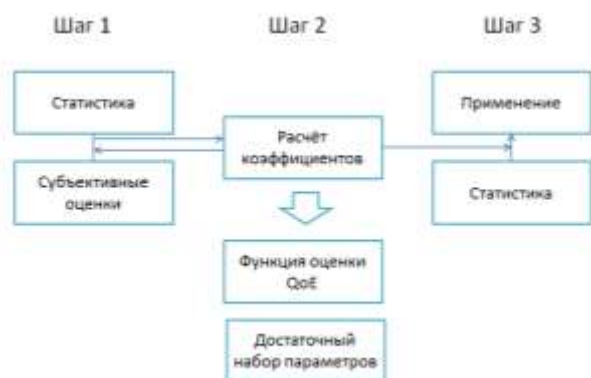 Шаг 1
Шаг 2
Шаг 3
Статистика
Субъективные
оценки
Расчёт
коэффициентов
Функция оценки
QoE
Достаточный
набор параметров
Применение
Статистика